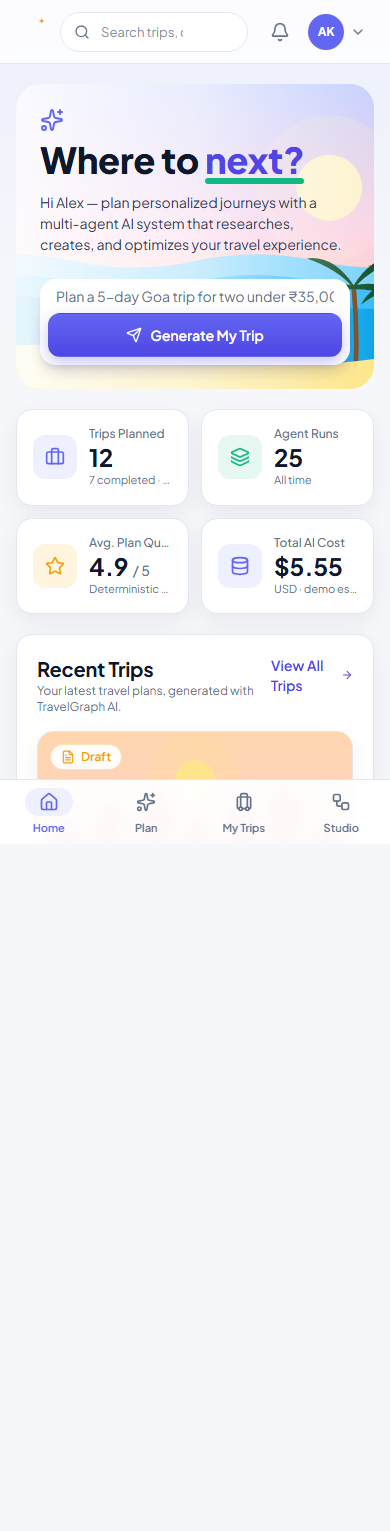 Search trips, c
AK
Where to next?
Hi Alex — plan personalized journeys with a
multi-agent AI system that researches,
creates, and optimizes your travel experience.
Plan a 5-day Goa trip for two under ₹35,00
Generate My Trip
Trips Planned
12
7 completed · …
Agent Runs
25
All time
Avg. Plan Qu…
4.9 / 5
Deterministic …
Total AI Cost
$5.55
USD · demo es…
Recent Trips
View All
Trips
Your latest travel plans, generated with
TravelGraph AI.
Draft
Home
Plan
My Trips
Studio